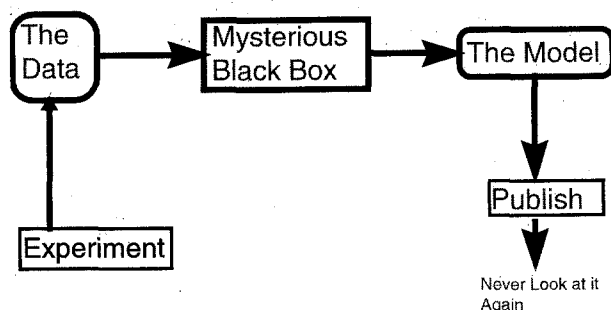 The
Data
Mysterious
Black Box
The Model
Publish
Experiment
Never Look at it
Again